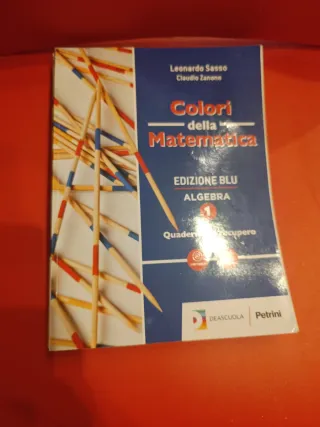 Leonardo Sasso
Claudio Zanone
Colori
della
Matematica
EDIZIONE BLU
ALGEBRA
1
Quaderno Recupero
DEASCUOLA
Petrini